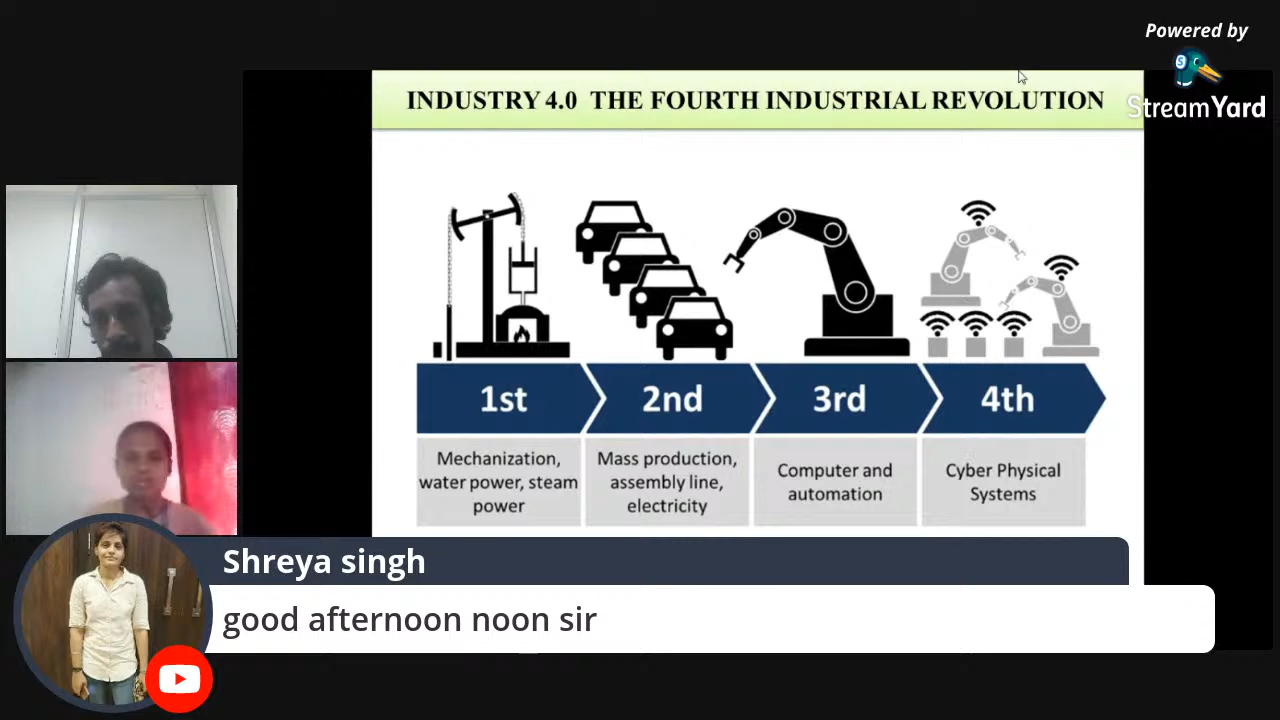 Powered by
StreamYard
INDUSTRY 4.0 THE FOURTH INDUSTRIAL REVOLUTION
1st
2nd
3rd
4th
Mechanization,
water power, steam
power
Mass production,
assembly line,
electricity
Computer and
automation
Cyber Physical
Systems
Shreya singh
good afternoon noon sir